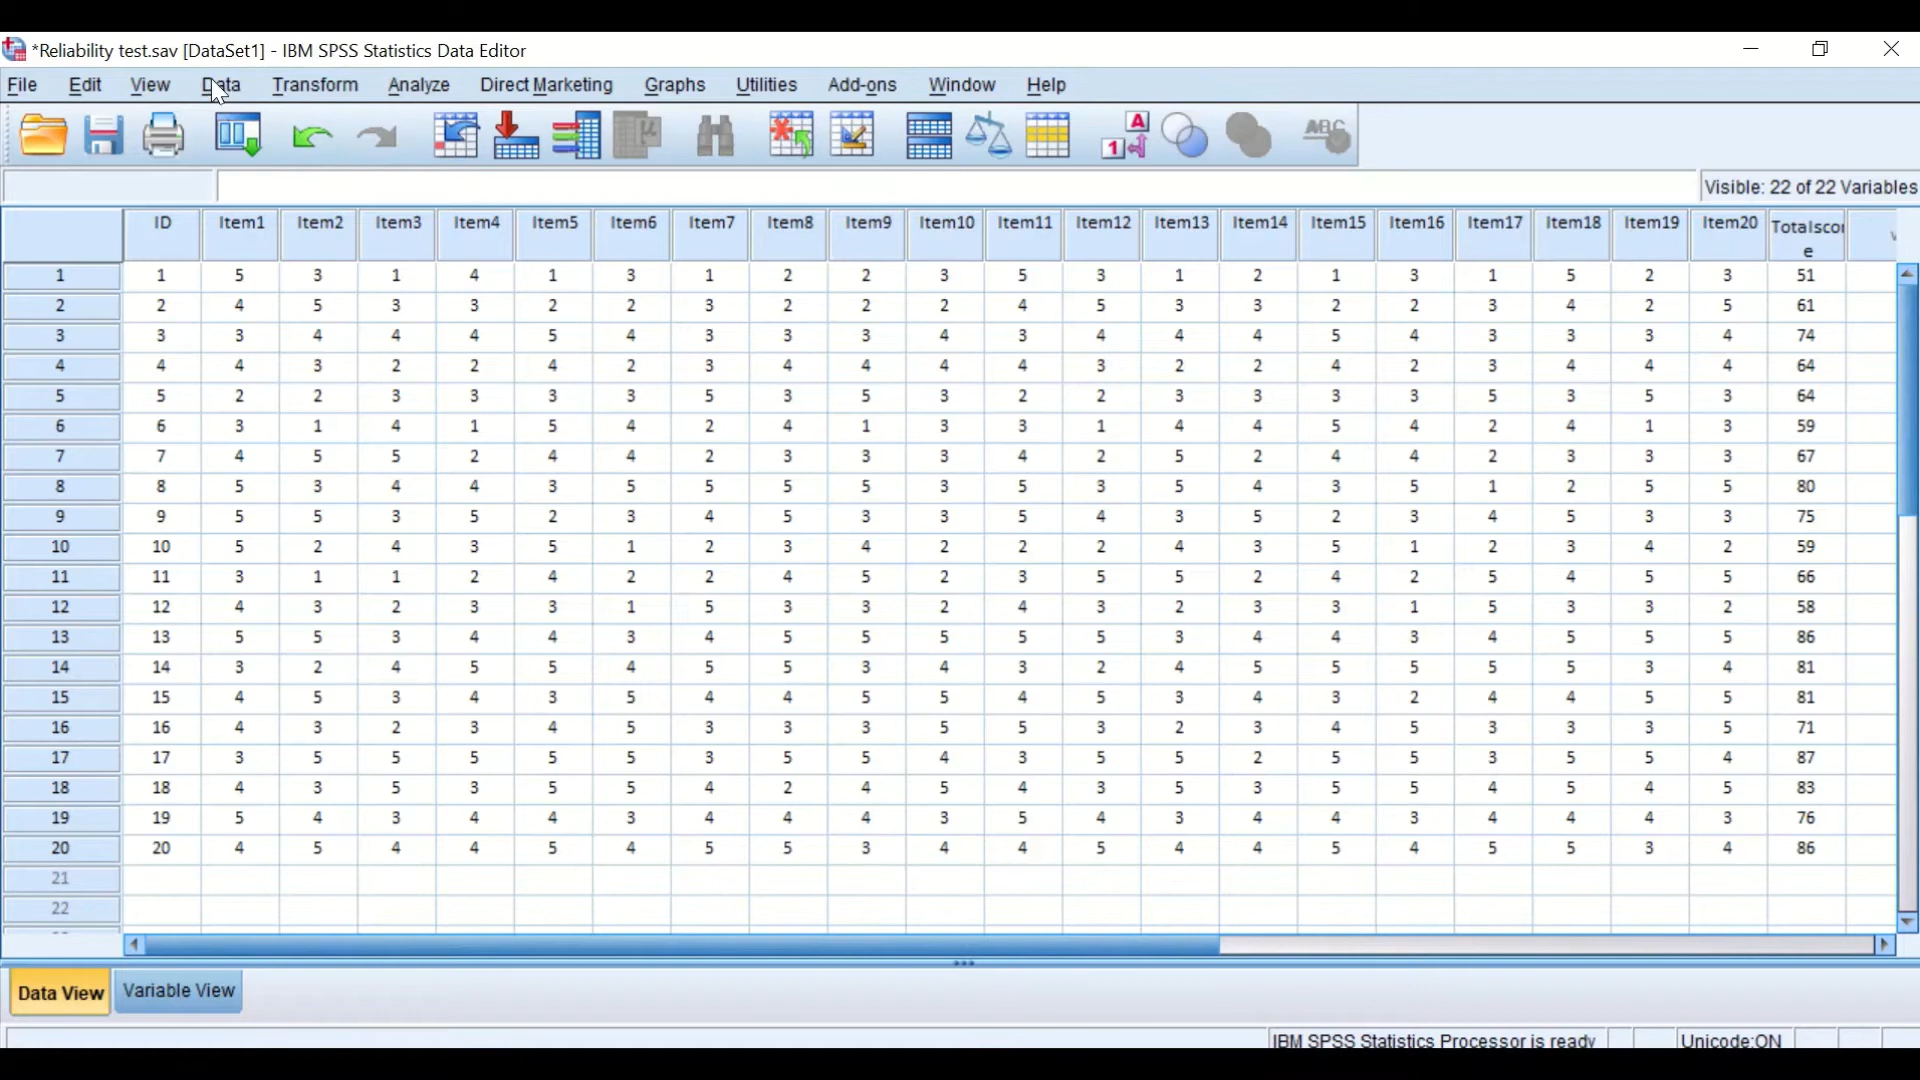 *Reliability test.sav [DataSet1] - IBM SPSS Statistics Data Editor
File Edit View Data Transform Analyze Direct Marketing Graphs Utilities Add-ons Window Help
A
1
ABC
Visible: 22 of 22 Variables
ID Item1 Item2 Item3 Item4 Item5 Item6 Item7 Item8 Item9 Item10 Item11 Item12 Item13 Item14 Item15 Item16 Item17 Item18 Item19 Item20 Totalscor
e
1 1 5 3 1 4 1 3 1 2 2 3 5 3 1 2 1 3 1 5 2 3 51
2 2 4 5 3 3 2 2 3 2 2 2 4 5 3 3 2 2 3 4 2 5 61
3 3 3 4 4 4 5 4 3 3 3 4 3 4 4 4 5 4 3 3 3 4 74
4 4 4 3 2 2 4 2 3 4 4 4 4 3 2 2 4 2 3 4 4 4 64
5 5 2 2 3 3 3 3 5 3 5 3 2 2 3 3 3 3 5 3 5 3 64
6 6 3 1 4 1 5 4 2 4 1 3 3 1 4 4 5 4 2 4 1 3 59
7 7 4 5 5 2 4 4 2 3 3 3 4 2 5 2 4 4 2 3 3 3 67
8 8 5 3 4 4 3 5 5 5 5 3 5 3 5 4 3 5 1 2 5 5 80
9 9 5 5 3 5 2 3 4 5 3 3 5 4 3 5 2 3 4 5 3 3 75
10 10 5 2 4 3 5 1 2 3 4 2 2 2 4 3 5 1 2 3 4 2 59
11 11 3 1 1 2 4 2 2 4 5 2 3 5 5 2 4 2 5 4 5 5 66
12 12 4 3 2 3 3 1 5 3 3 2 4 3 2 3 3 1 5 3 3 2 58
13 13 5 5 3 4 4 3 4 5 5 5 5 5 3 4 4 3 4 5 5 5 86
14 14 3 2 4 5 5 4 5 5 3 4 3 2 4 5 5 5 5 5 3 4 81
15 15 4 5 3 4 3 5 4 4 5 5 4 5 3 4 3 2 4 4 5 5 81
16 16 4 3 2 3 4 5 3 3 3 5 5 3 2 3 4 5 3 3 3 5 71
17 17 3 5 5 5 5 5 3 5 5 4 3 5 5 2 5 5 3 5 5 4 87
18 18 4 3 5 3 5 5 4 2 4 5 4 3 5 3 5 5 4 5 4 5 83
19 19 5 4 3 4 4 3 4 4 4 3 5 4 3 4 4 3 4 4 4 3 76
20 20 4 5 4 4 5 4 5 5 3 4 4 5 4 4 5 4 5 5 3 4 86
21
22
Data View Variable View
IBM SPSS Statistics Processor is ready Unicode:ON